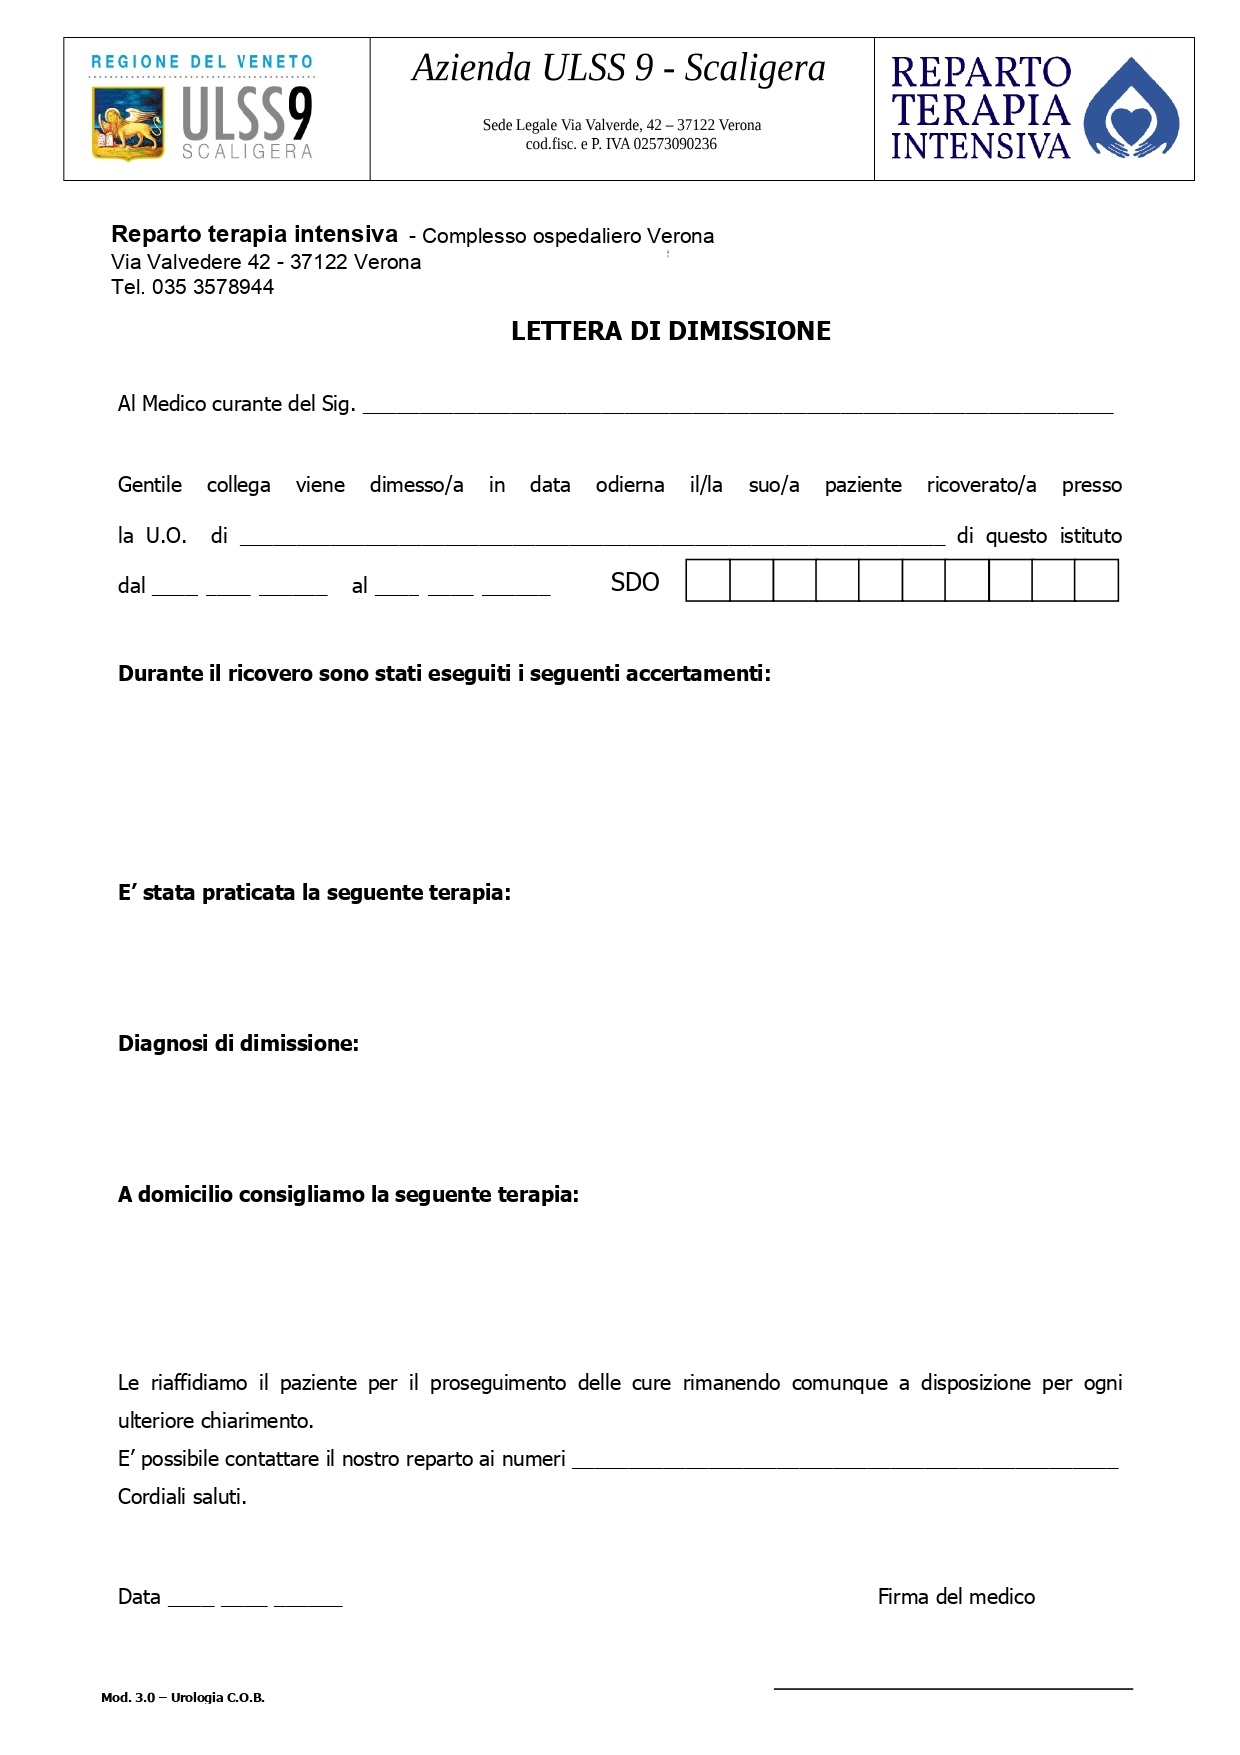 REGIONE DEL VENETO
ULSS9
SCALIGERA
Azienda ULSS 9 - Scaligera
Sede Legale Via Valverde, 42 – 37122 Verona
cod.fisc. e P. IVA 02573090236
REPARTO
TERAPIA
INTENSIVA
Reparto terapia intensiva - Complesso ospedaliero Verona
Via Valvedere 42 - 37122 Verona
Tel. 035 3578944
LETTERA DI DIMISSIONE
Al Medico curante del Sig. ____________________
Gentile collega viene dimesso/a in data odierna il/la suo/a paziente ricoverato/a presso
la U.O. di ____________________ di questo istituto
dal ____ ____ ______ al ____ ____ ______ SDO
Durante il ricovero sono stati eseguiti i seguenti accertamenti:
E’ stata praticata la seguente terapia:
Diagnosi di dimissione:
A domicilio consigliamo la seguente terapia:
Le riaffidiamo il paziente per il proseguimento delle cure rimanendo comunque a disposizione per ogni
ulteriore chiarimento.
E’ possibile contattare il nostro reparto ai numeri ____________________
Cordiali saluti.
Data ____ ____ ______ Firma del medico
Mod. 3.0 – Urologia C.O.B.